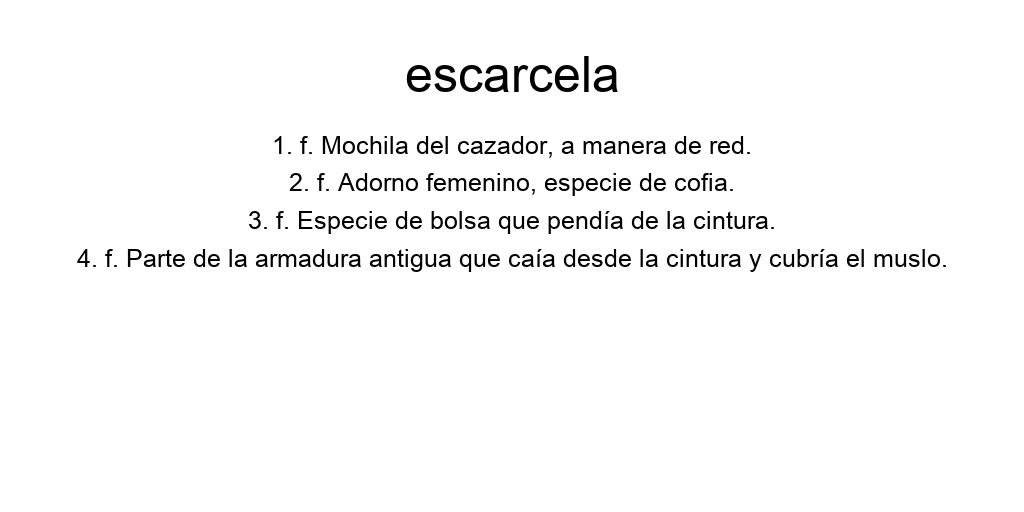 escarcela
1. f. Mochila del cazador, a manera de red.
2. f. Adorno femenino, especie de cofia.
3. f. Especie de bolsa que pendía de la cintura.
4. f. Parte de la armadura antigua que caía desde la cintura y cubría el muslo.